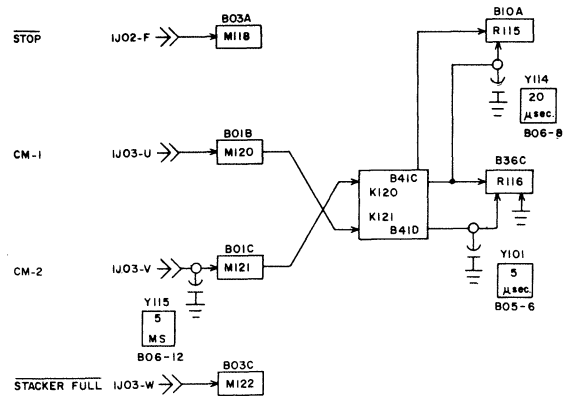 B03A
STOP 1J02-F M118
B10A
R115
Y114
20
μsec.
B06-8
B01B
CM-1 1J03-U M120
B41C
K120
K121
B41D
B36C
R116
B01C
CM-2 1J03-V M121
Y115
5
MS
B06-12
Y101
5
μsec.
B05-6
B03C
STACKER FULL 1J03-W M122